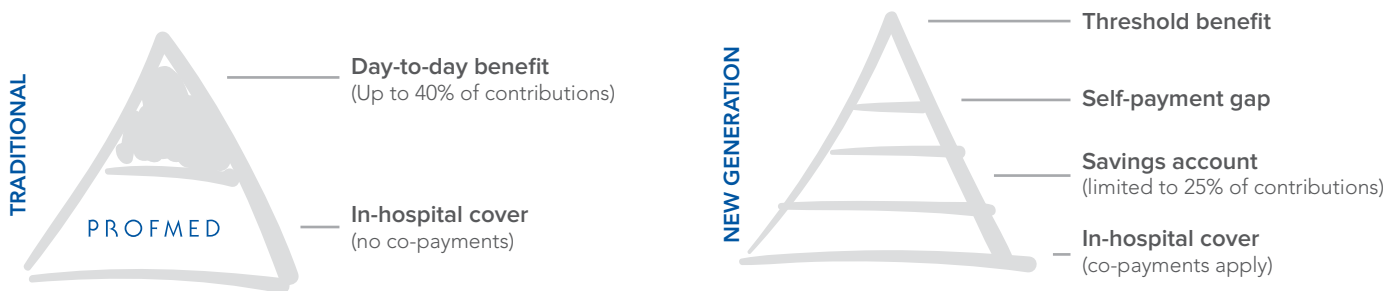 TRADITIONAL
Day-to-day benefit
(Up to 40% of contributions)
PROFMED
In-hospital cover
(no co-payments)
NEW GENERATION
Threshold benefit
Self-payment gap
Savings account
(limited to 25% of contributions)
In-hospital cover
(co-payments apply)